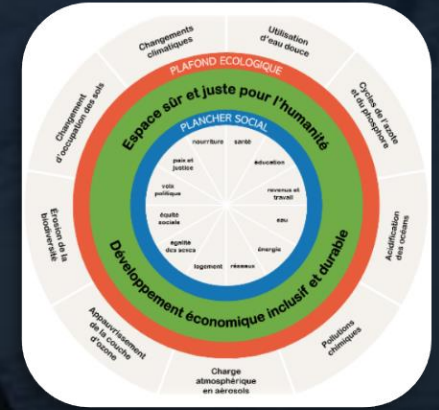 Changements
climatiques
Utilisation
d'eau douce
Cycles de l'azote
et du phosphore
Acidification
des océans
Pollutions
chimiques
Charge
atmosphérique
en aérosols
Appauvrissement
de la couche
d'ozone
Érosion de la
biodiversité
Changement
d'occupation des sols
PLAFOND ECOLOGIQUE
Espace sûr et juste pour l'humanité
PLANCHER SOCIAL
nourriture
santé
éducation
revenus et
travail
eau
énergie
réseaux
logement
égalité
des sexes
équité
sociale
voix
politique
paix et
justice
Développement économique inclusif et durable